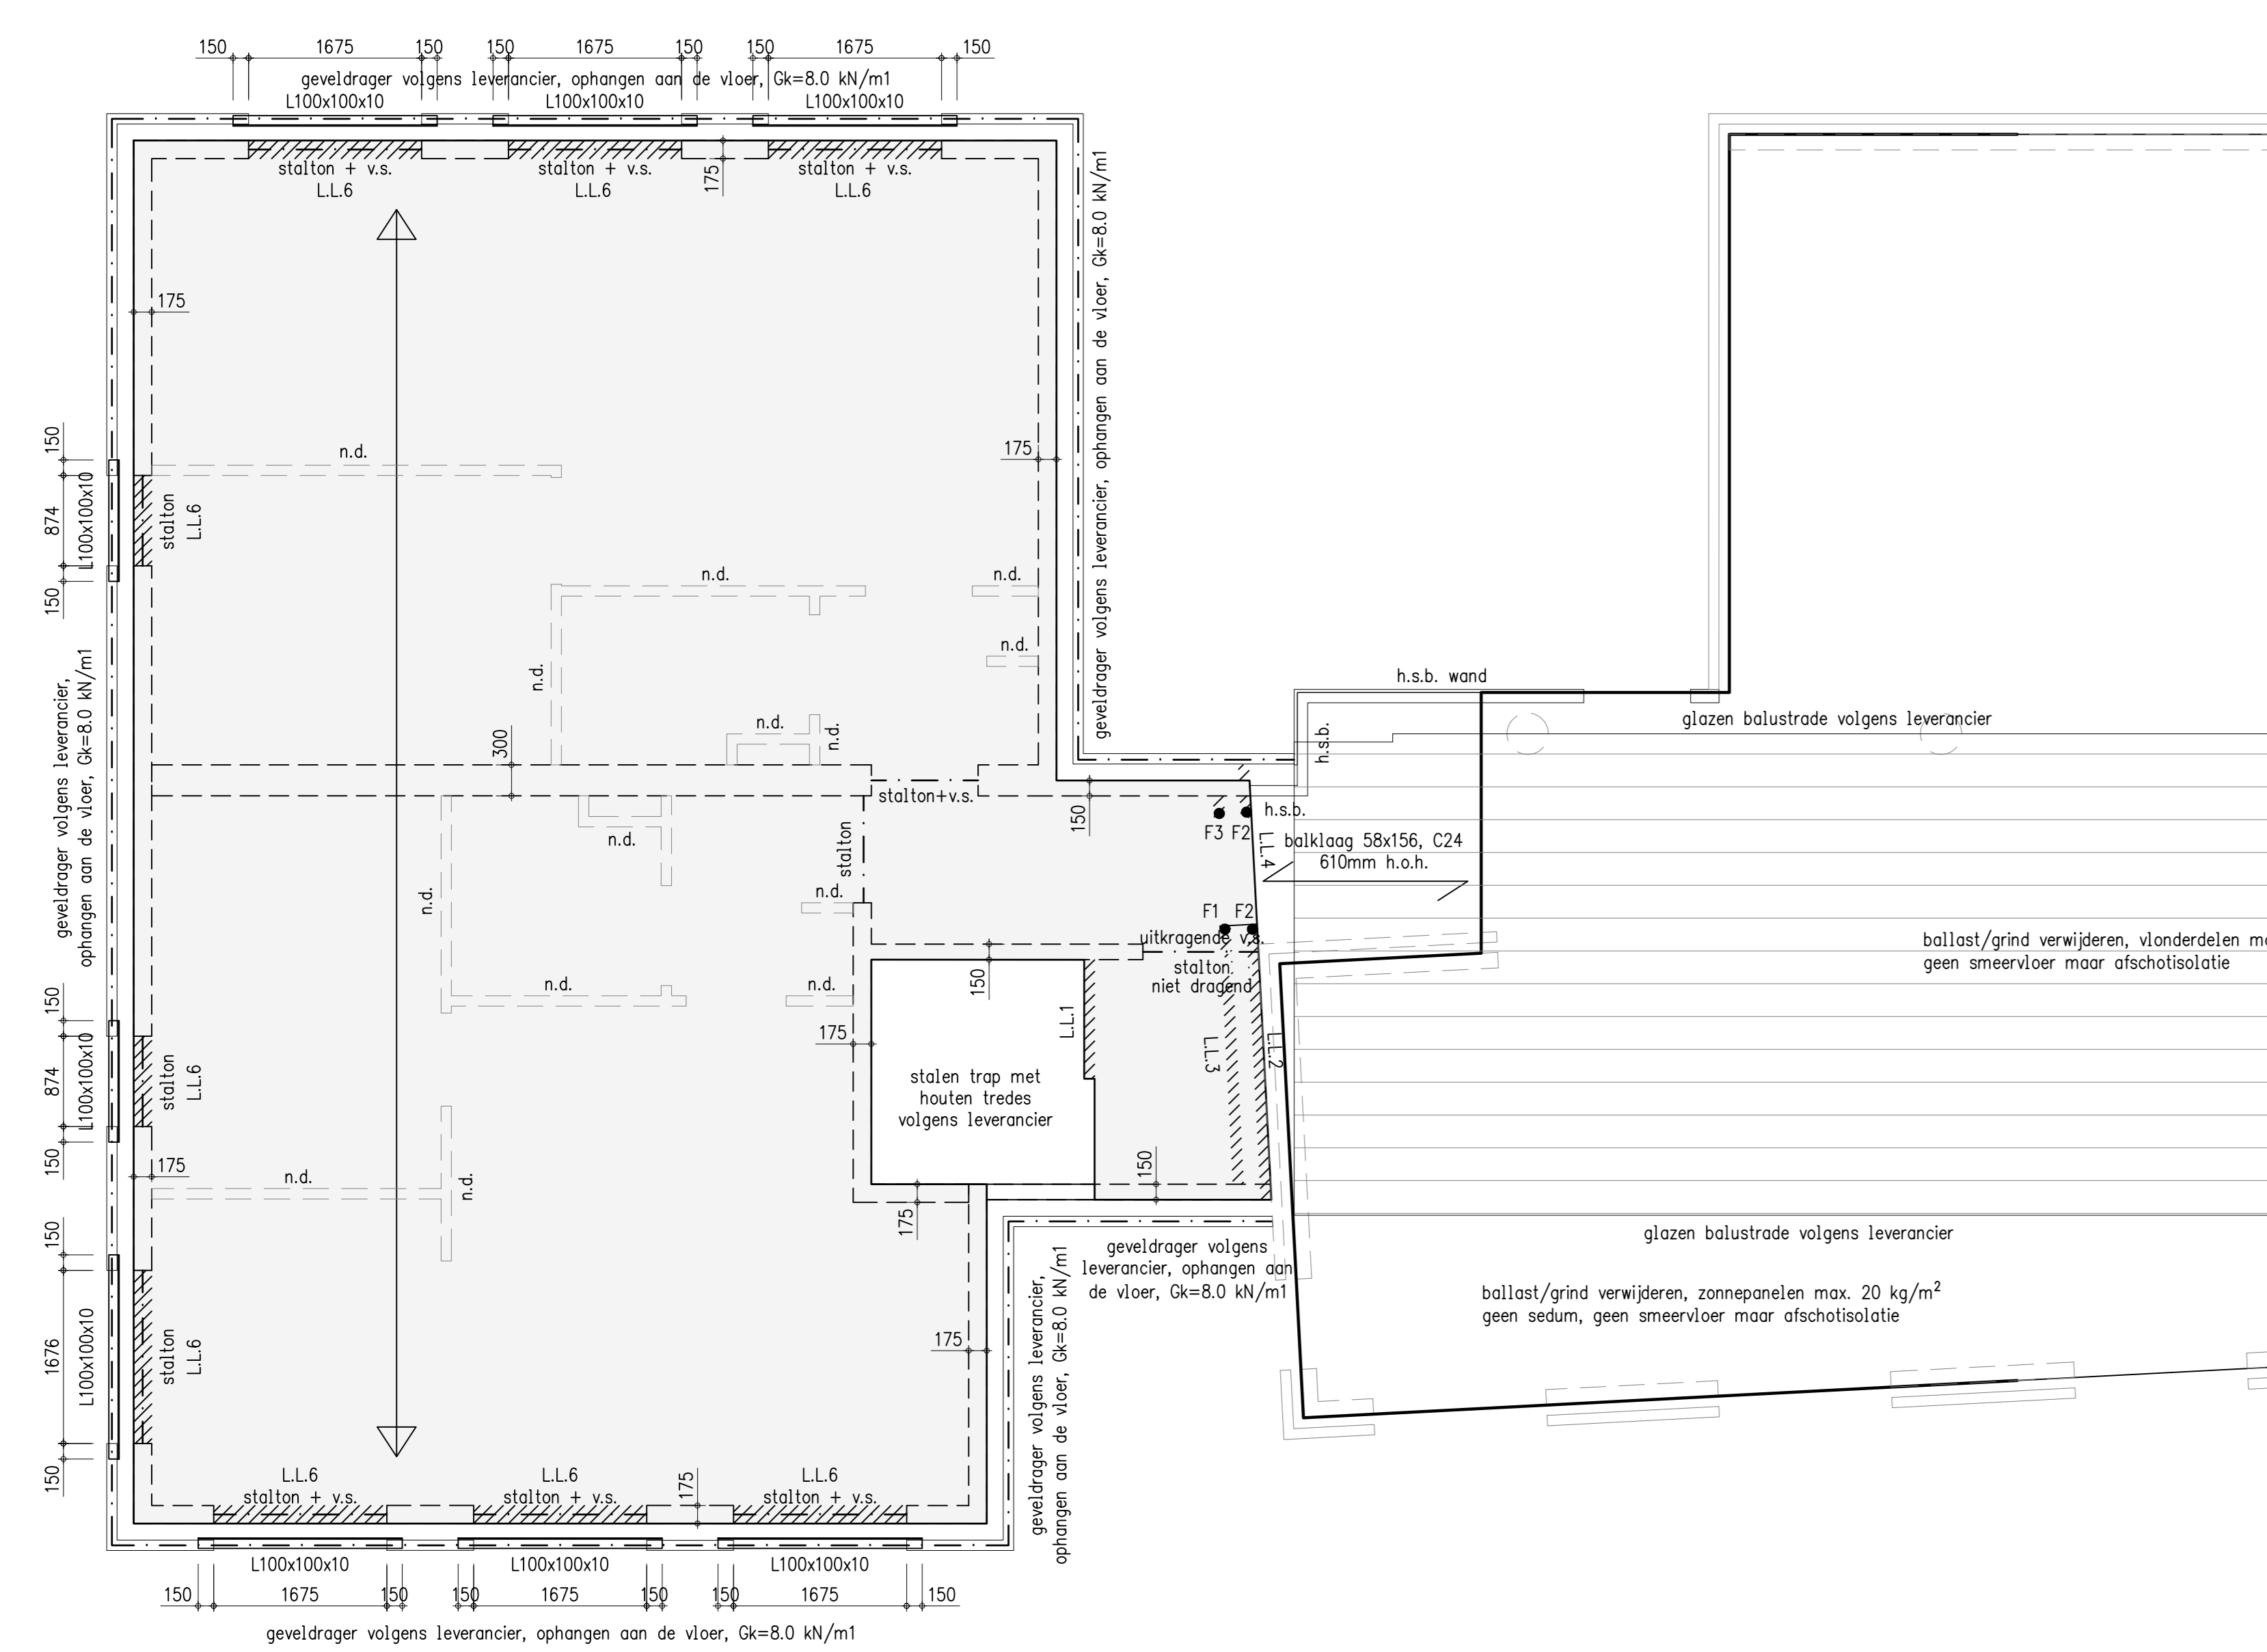 150 1675 150 150 1675 150 150 1675 150
geveldrager volgens leverancier, ophangen aan de vloer, Gk=8.0 kN/m1
L100x100x10 L100x100x10 L100x100x10
stalton + v.s. stalton + v.s. stalton + v.s.
L.L.6 L.L.6 L.L.6
175
175
geveldrager volgens leverancier, ophangen aan de vloer, Gk=8.0 kN/m1
150
874
150
L100x100x10
stalton
L.L.6
n.d.
175
n.d.
n.d.
n.d.
n.d.
n.d.
n.d.
300
geveldrager volgens leverancier,
ophangen aan de vloer, Gk=8.0 kN/m1
h.s.b. wand
glazen balustrade volgens leverancier
h.s.b.
stalton+v.s.
150
h.s.b.
F3 F2
L.L.4
balklaag 58x156, C24
610mm h.o.h.
n.d.
stalton
n.d.
n.d.
F1 F2
uitkragende v.s.
stalton
niet dragend
150
ballast/grind verwijderen, vlonderdelen
geen smeervloer maar afschotisolatie
n.d.
n.d.
150
874
150
L100x100x10
stalton
L.L.6
175
L.L.1
L.L.3
L.L.2
stalen trap met
houten tredes
volgens leverancier
175
n.d.
n.d.
150
175
glazen balustrade volgens leverancier
geveldrager volgens
leverancier, ophangen aan
de vloer, Gk=8.0 kN/m1
ballast/grind verwijderen, zonnepanelen max. 20 kg/m²
geen sedum, geen smeervloer maar afschotisolatie
150
1676
150
L100x100x10
stalton
L.L.6
175
geveldrager volgens leverancier,
ophangen aan de vloer, Gk=8.0 kN/m1
L.L.6 L.L.6 L.L.6
stalton + v.s. stalton + v.s. stalton + v.s.
175
L100x100x10 L100x100x10 L100x100x10
150 1675 150 150 1675 150 150 1675 150
geveldrager volgens leverancier, ophangen aan de vloer, Gk=8.0 kN/m1